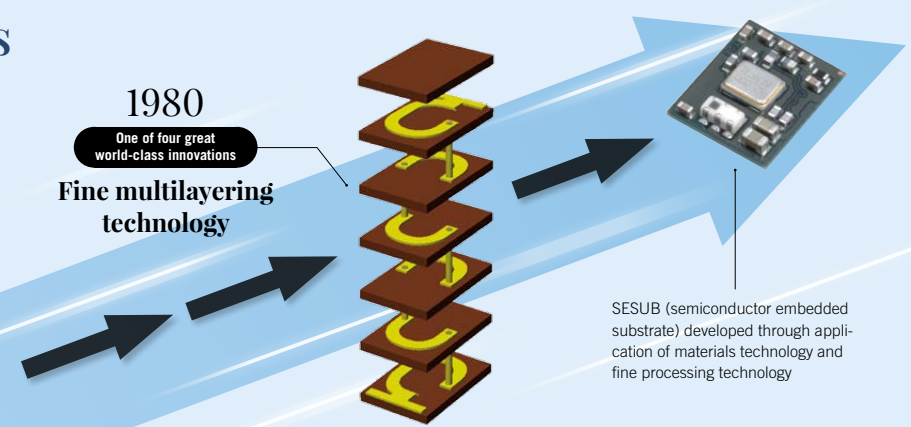 s
1980
One of four great
world-class innovations
Fine multilayering
technology
SESUB (semiconductor embedded
substrate) developed through appli-
cation of materials technology and
fine processing technology